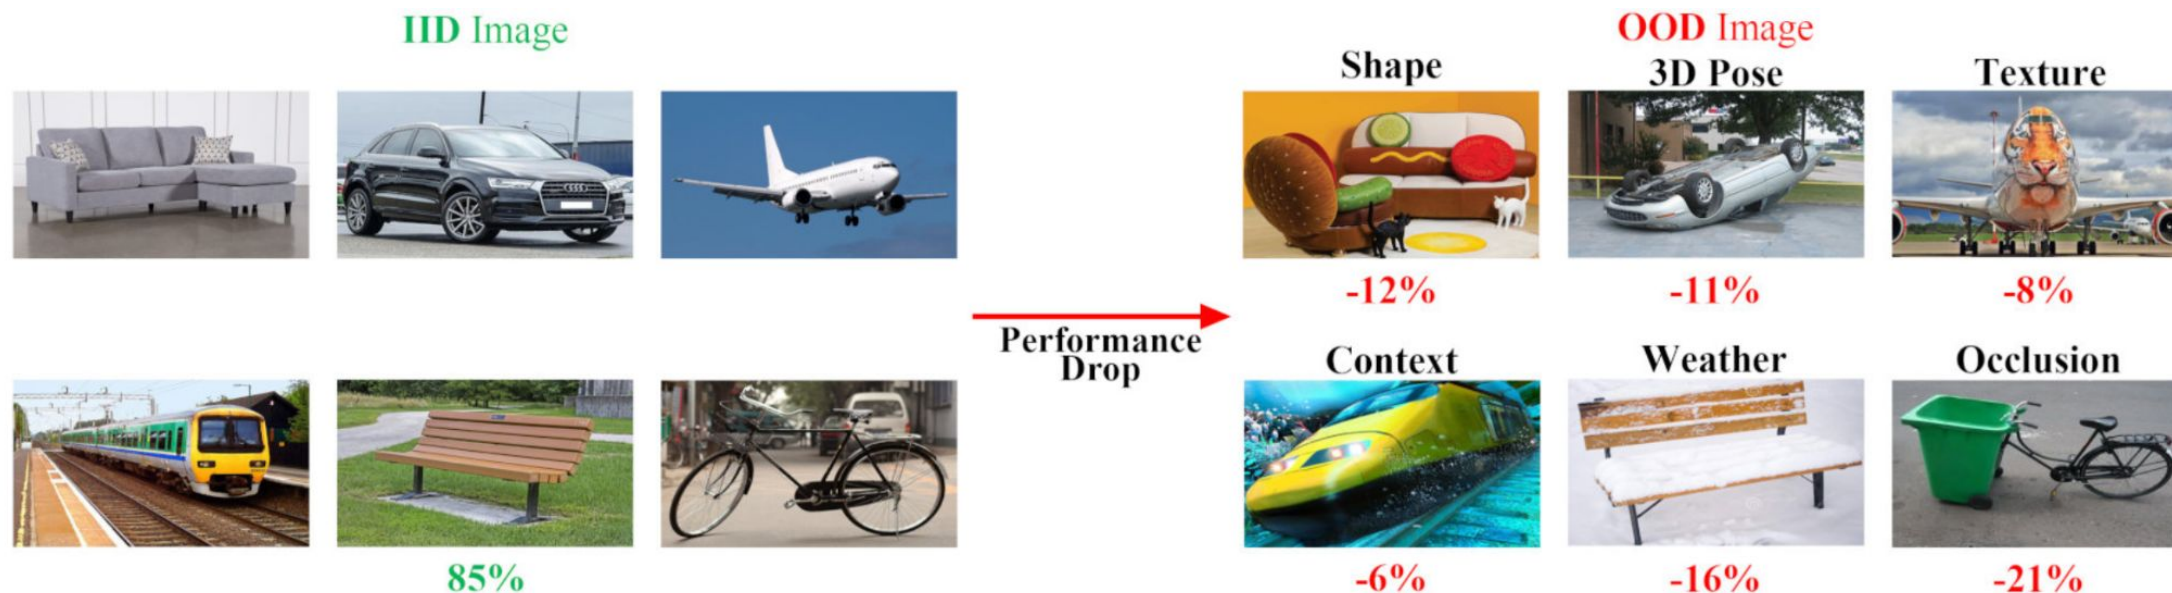 IID Image
OOD Image
Shape
3D Pose
Texture
-12%
-11%
-8%
Performance
Drop
Context
Weather
Occlusion
85%
-6%
-16%
-21%